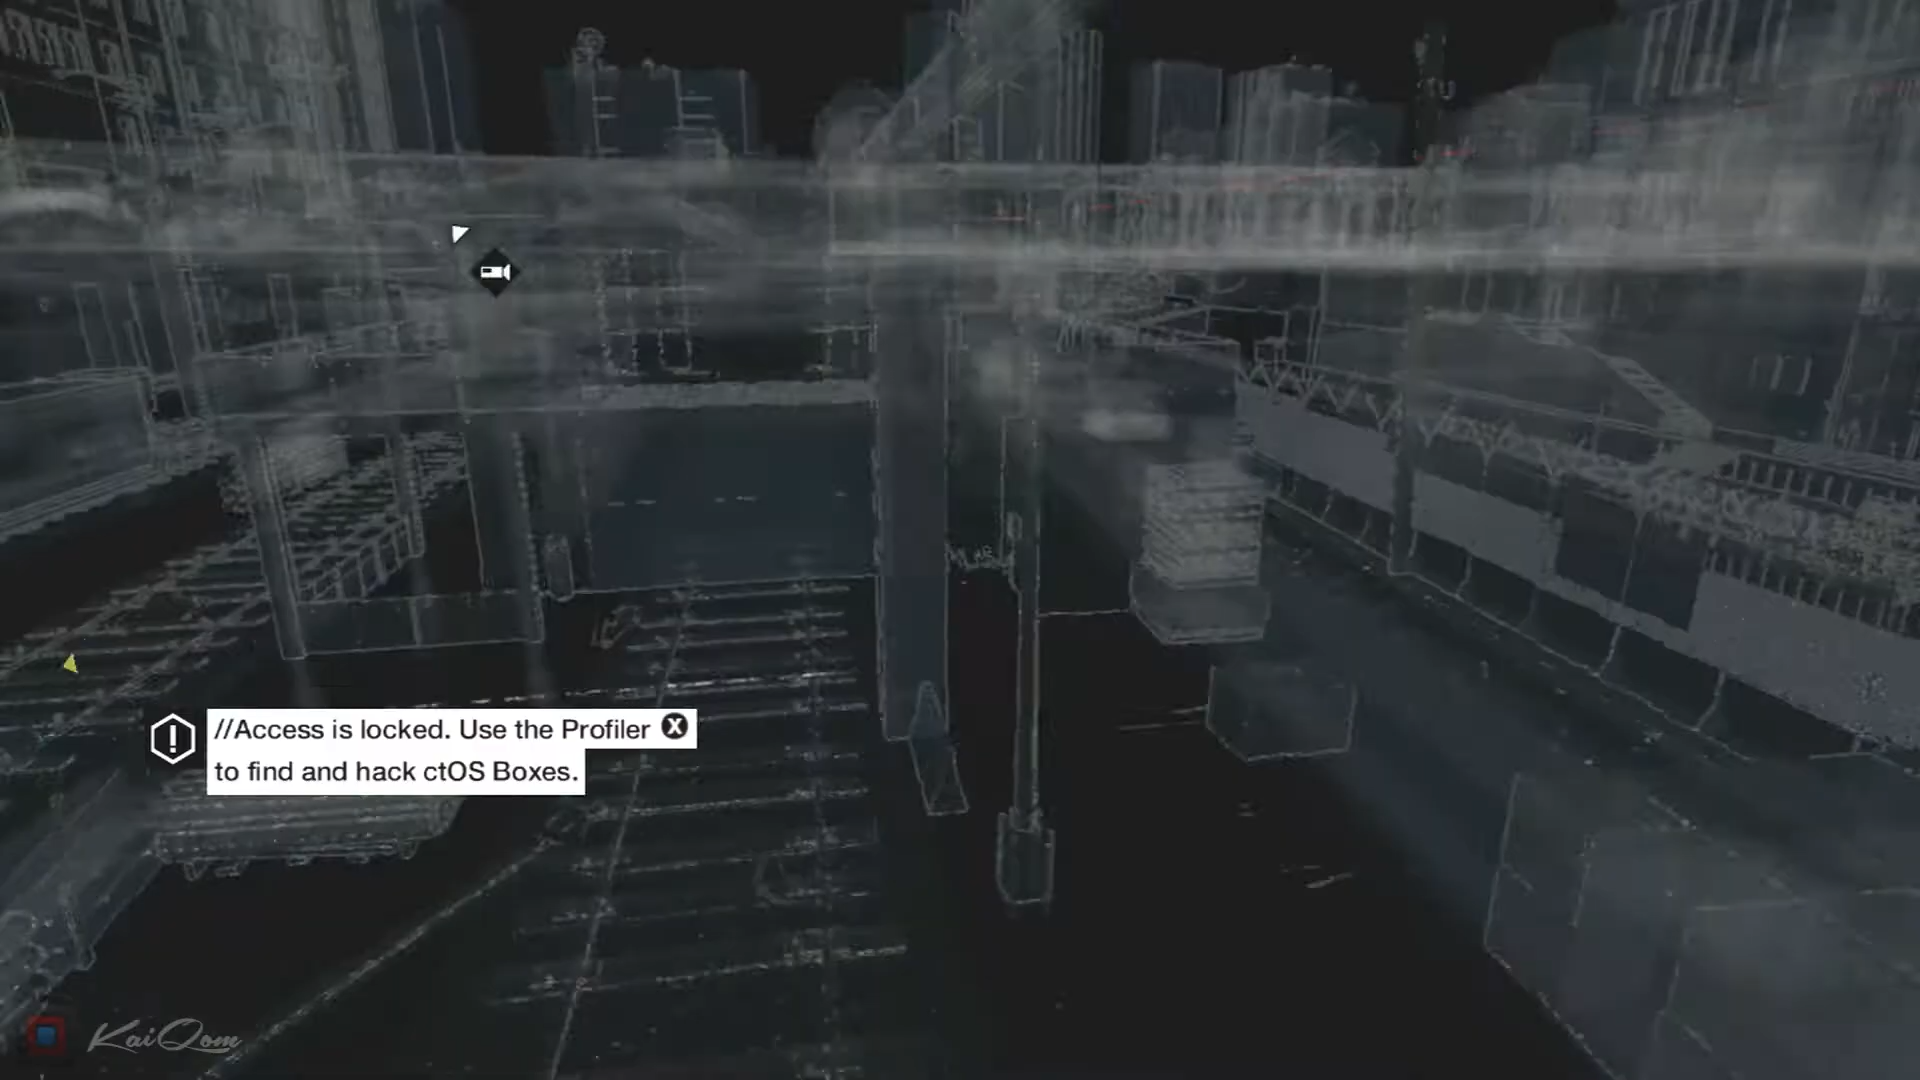 //Access is locked. Use the Profiler X
to find and hack ctOS Boxes.
KaiQom